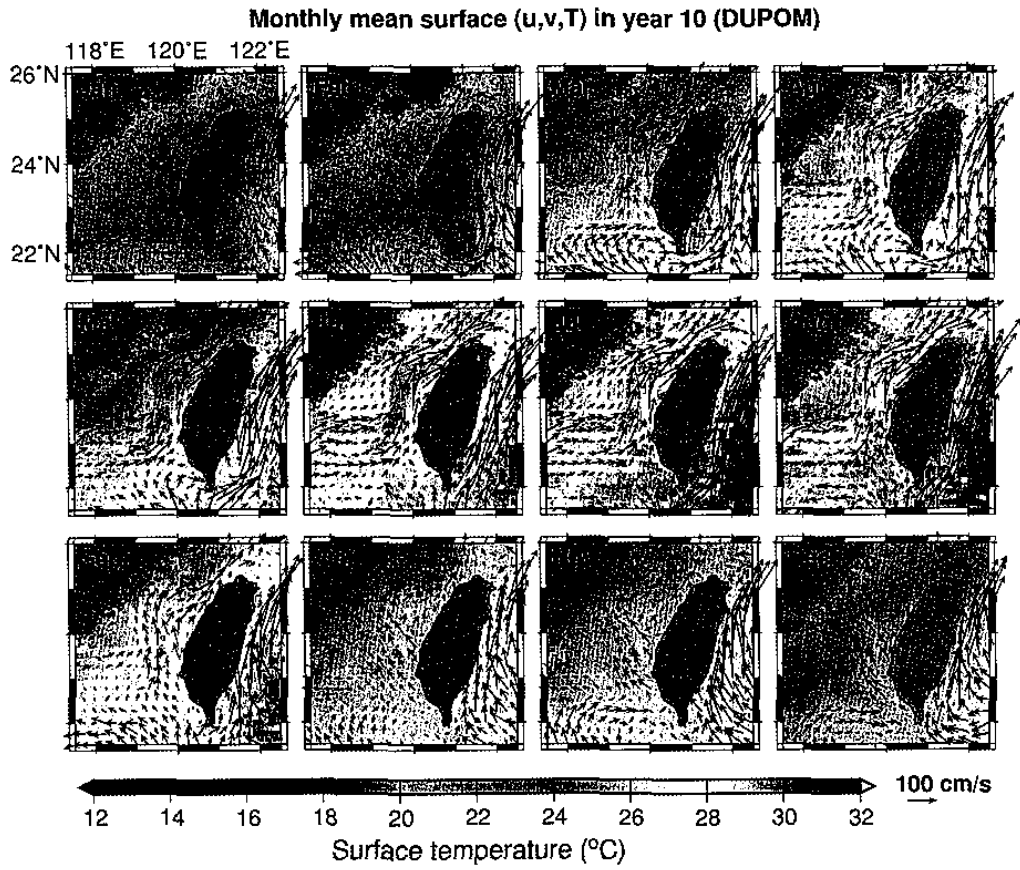 Monthly mean surface (u,v,T) in year 10 (DUPOM)
118°E 120°E 122°E
26°N
24°N
22°N
100 cm/s
12 14 16 18 20 22 24 26 28 30 32
Surface temperature (°C)